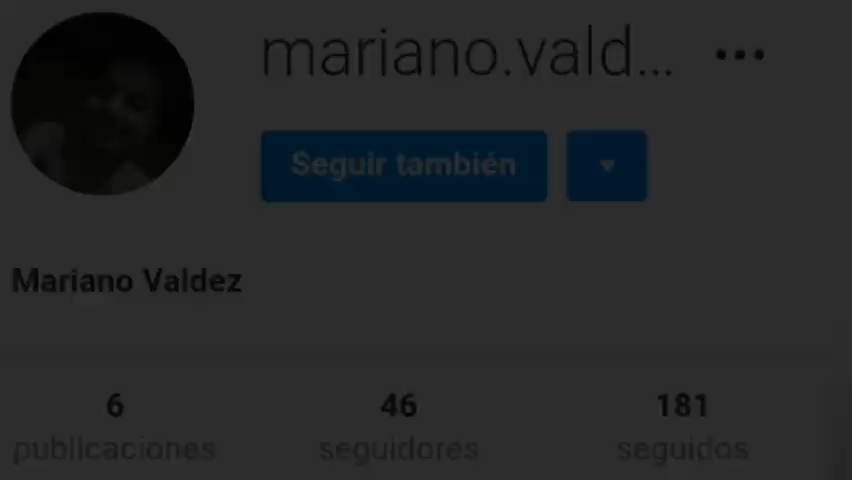 mariano.vald...
Seguir también
Mariano Valdez
6 46 181
publicaciones seguidores seguidos